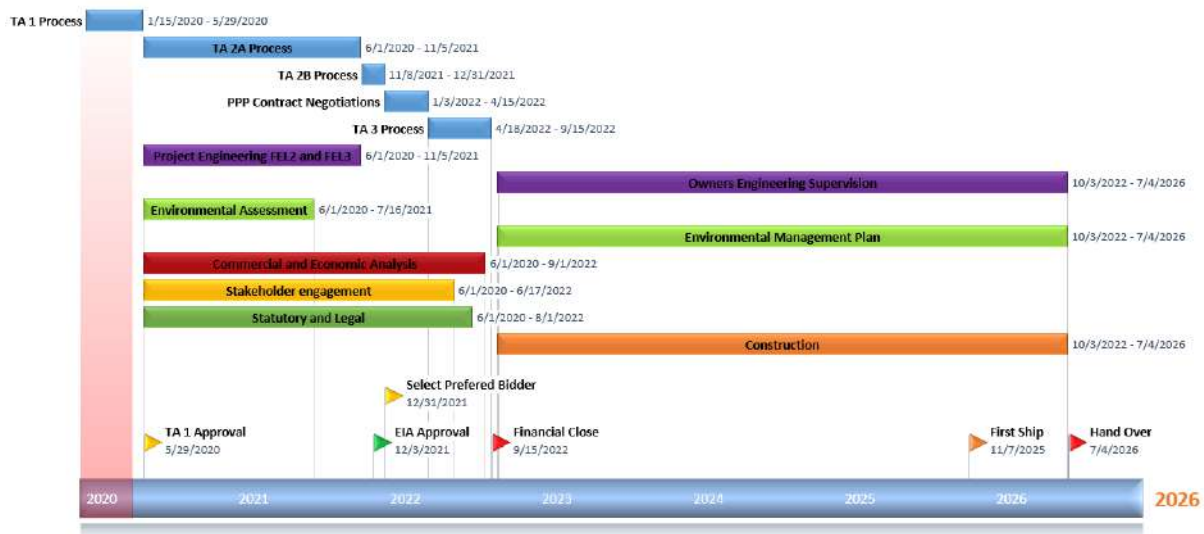 TA 1 Process 1/15/2020 - 5/29/2020
TA 2A Process 6/1/2020 - 11/5/2021
TA 2B Process 11/8/2021 - 12/31/2021
PPP Contract Negotiations 1/3/2022 - 4/15/2022
TA 3 Process 4/18/2022 - 9/15/2022
Project Engineering FEL2 and FEL3 6/1/2020 - 11/5/2021
Owners Engineering Supervision 10/3/2022 - 7/4/2026
Environmental Assessment 6/1/2020 - 7/16/2021
Environmental Management Plan 10/3/2022 - 7/4/2026
Commercial and Economic Analysis 6/1/2020 - 9/1/2022
Stakeholder engagement 6/1/2020 - 6/17/2022
Statutory and Legal 6/1/2020 - 8/1/2022
Construction 10/3/2022 - 7/4/2026
Select Prefered Bidder
12/31/2021
TA 1 Approval EIA Approval Financial Close First Ship Hand Over
5/29/2020 12/3/2021 9/15/2022 11/7/2025 7/4/2026
2020 2021 2022 2023 2024 2025 2026 2026